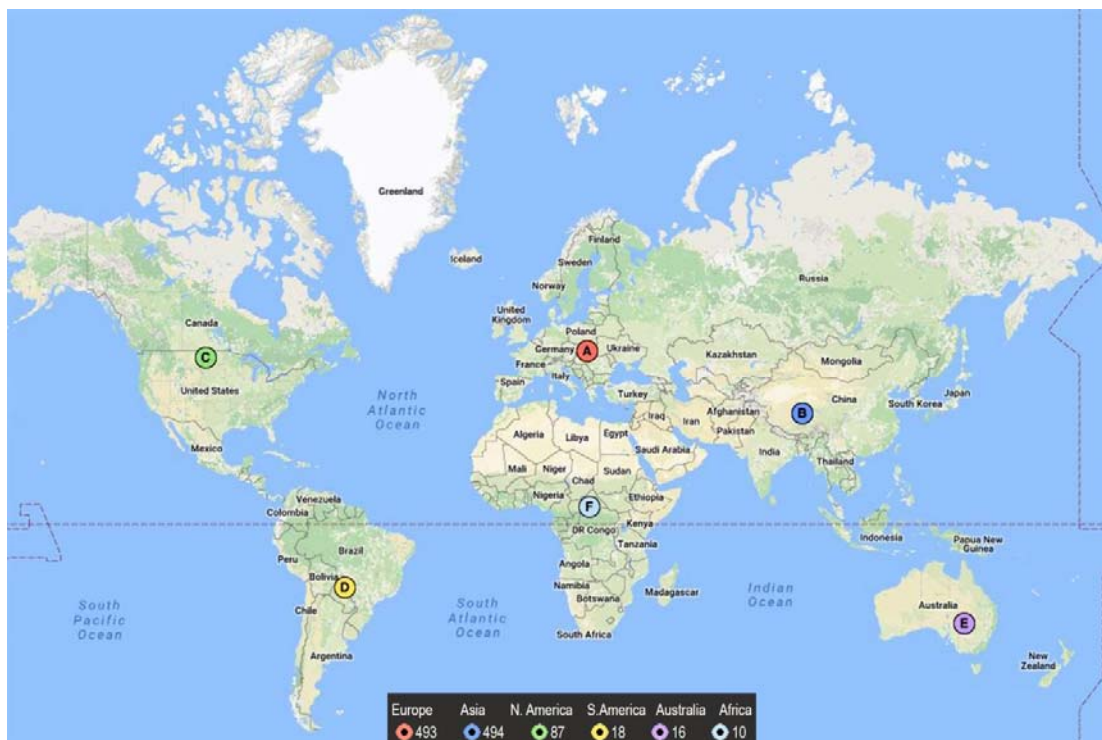 Greenland
Iceland
Finland
Sweden
Norway
Russia
United
Kingdom
Canada
Poland
C
A
Germany
Ukraine
France
Kazakhstan
Mongolia
United States
Spain
Italy
North
Atlantic
Ocean
Turkey
B
China
Japan
South Korea
Iraq
Iran
Afghanistan
Pakistan
Mexico
Algeria
Libya
Egypt
Saudi Arabia
India
Mali
Niger
Sudan
Chad
Thailand
Venezuela
Nigeria
Ethiopia
F
Colombia
Kenya
DR Congo
Indonesia
Papua New
Guinea
Tanzania
Peru
Brazil
Angola
Bolivia
D
Namibia
Botswana
Madagascar
Indian
Ocean
South
Pacific
Ocean
Chile
South
Atlantic
Ocean
Australia
E
South Africa
Argentina
New
Zealand
Europe Asia N. America S.America Australia Africa
493 494 87 18 16 10